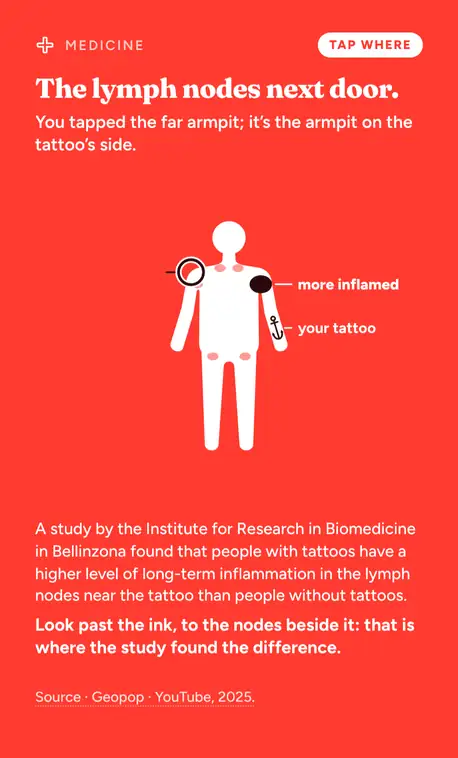 MEDICINE
TAP WHERE
The lymph nodes next door.
You tapped the far armpit; it’s the armpit on the
tattoo’s side.
more inflamed
your tattoo
A study by the Institute for Research in Biomedicine
in Bellinzona found that people with tattoos have a
higher level of long-term inflammation in the lymph
nodes near the tattoo than people without tattoos.
Look past the ink, to the nodes beside it: that is
where the study found the difference.
Source · Geopop · YouTube, 2025.